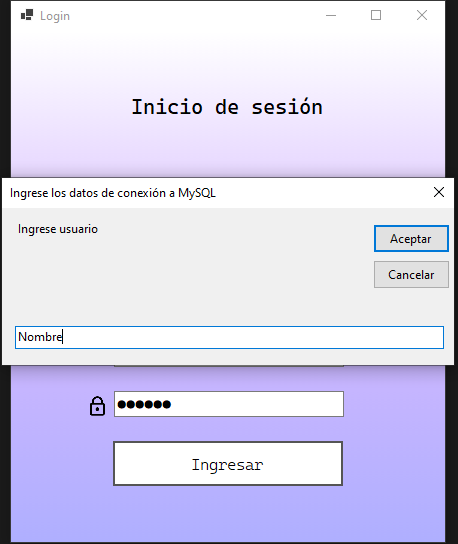 Login
Inicio de sesión
Ingrese los datos de conexión a MySQL
Ingrese usuario
Aceptar
Cancelar
Nombre
●●●●●●
Ingresar